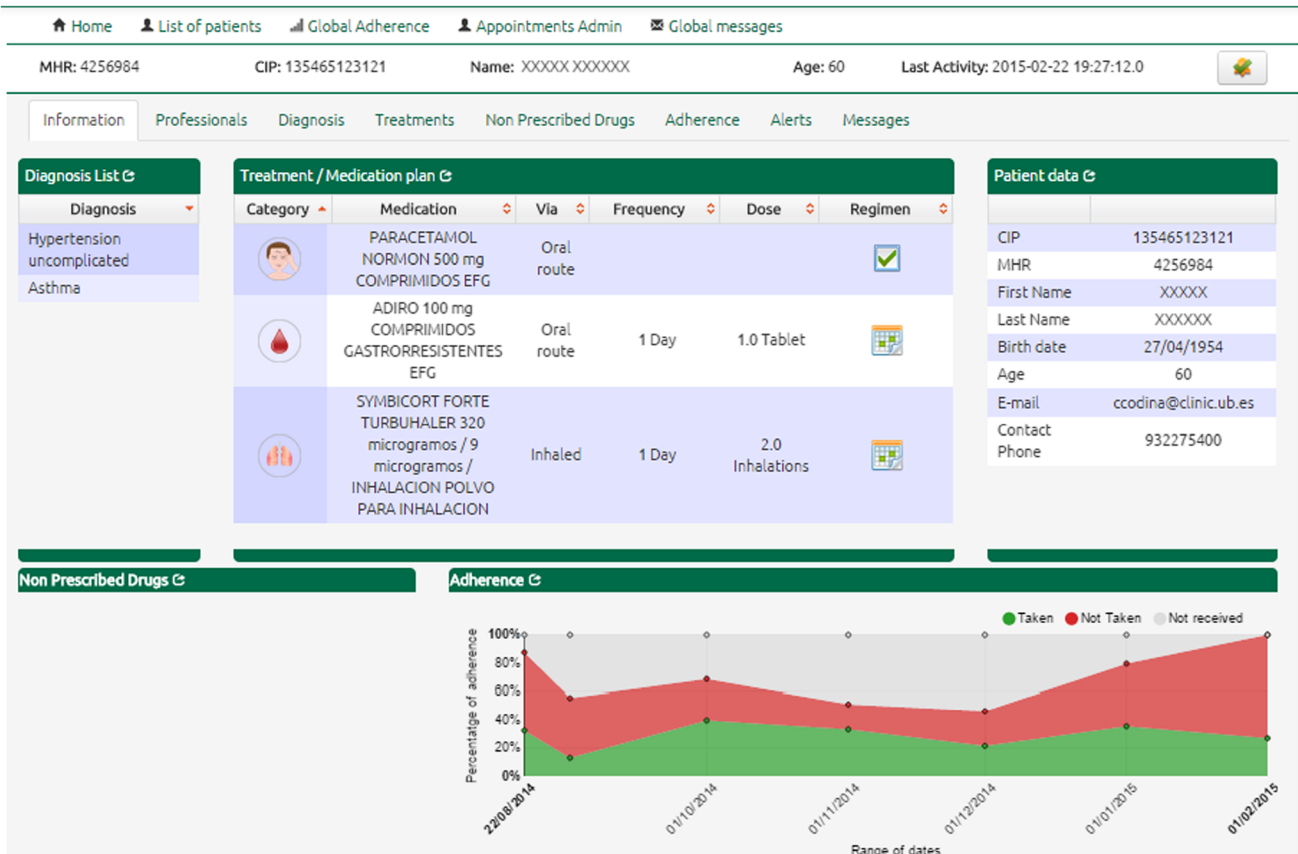 Home List of patients Global Adherence Appointments Admin Global messages
MHR: 4256984 CIP: 135465123121 Name: XXXXX XXXXXX Age: 60 Last Activity: 2015-02-22 19:27:12.0
Information Professionals Diagnosis Treatments Non Prescribed Drugs Adherence Alerts Messages
Diagnosis List
Diagnosis
Hypertension
uncomplicated
Asthma
Treatment / Medication plan
Category Medication Via Frequency Dose Regimen
PARACETAMOL
NORMON 500 mg
COMPRIMIDOS EFG
Oral
route
ADIRO 100 mg
COMPRIMIDOS
GASTRORRESISTENTES
EFG
Oral
route
1 Day
1.0 Tablet
SYMBICORT FORTE
TURBUHALER 320
microgramos / 9
microgramos /
INHALACION POLVO
PARA INHALACION
Inhaled
1 Day
2.0
Inhalations
Patient data
CIP 135465123121
MHR 4256984
First Name XXXXX
Last Name XXXXXX
Birth date 27/04/1954
Age 60
E-mail ccodina@clinic.ub.es
Contact
Phone
932275400
Non Prescribed Drugs
Adherence
Taken Not Taken Not received
Percentatge of adherence
100%
80%
60%
40%
20%
0%
22/08/2014
01/10/2014
01/11/2014
01/12/2014
01/01/2015
01/02/2015
Range of dates